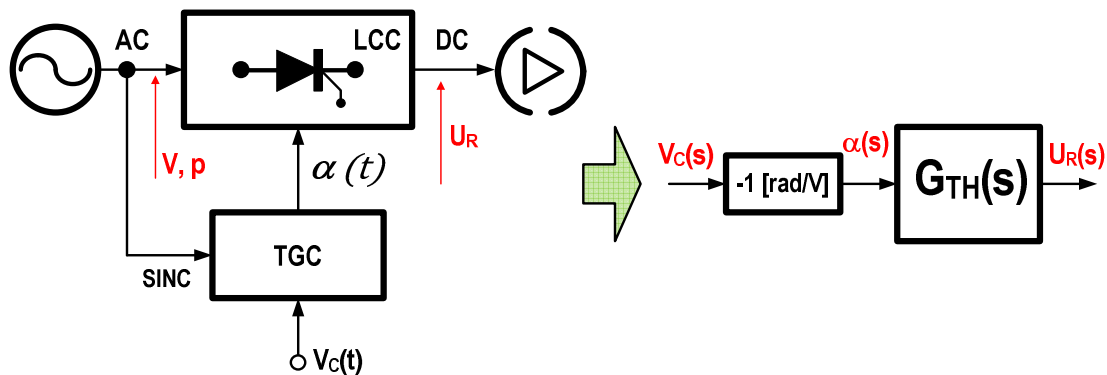 AC
LCC
DC
V, p
UR
α (t)
TGC
SINC
VC(t)
VC(s)
-1 [rad/V]
α(s)
GTH(s)
UR(s)